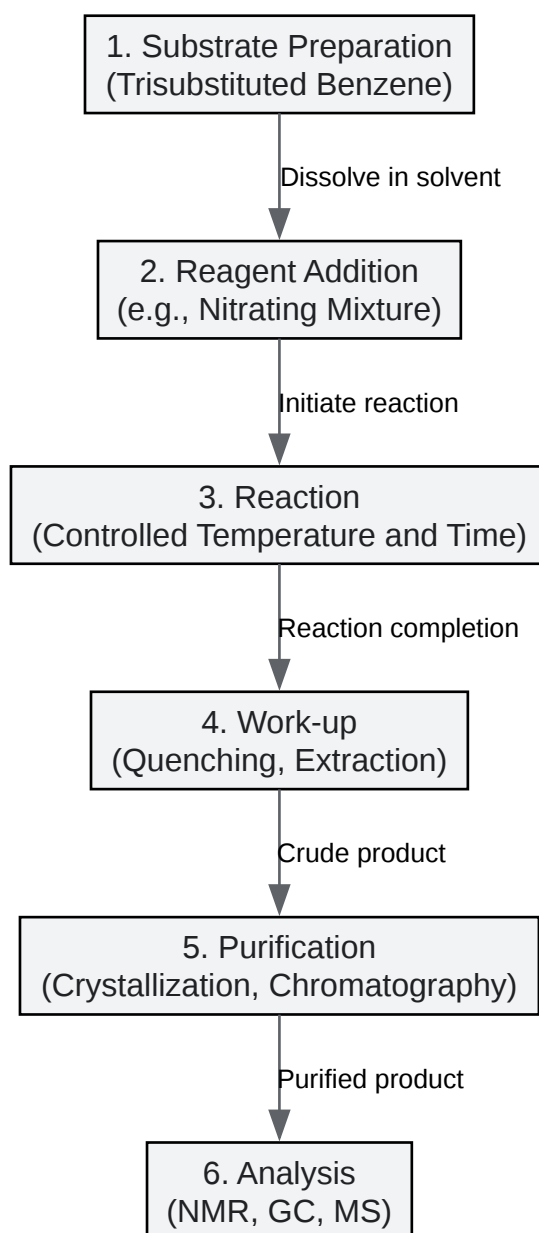 1. Substrate Preparation
(Trisubstituted Benzene)
Dissolve in solvent
2. Reagent Addition
(e.g., Nitrating Mixture)
Initiate reaction
3. Reaction
(Controlled Temperature and Time)
Reaction completion
4. Work-up
(Quenching, Extraction)
Crude product
5. Purification
(Crystallization, Chromatography)
Purified product
6. Analysis
(NMR, GC, MS)